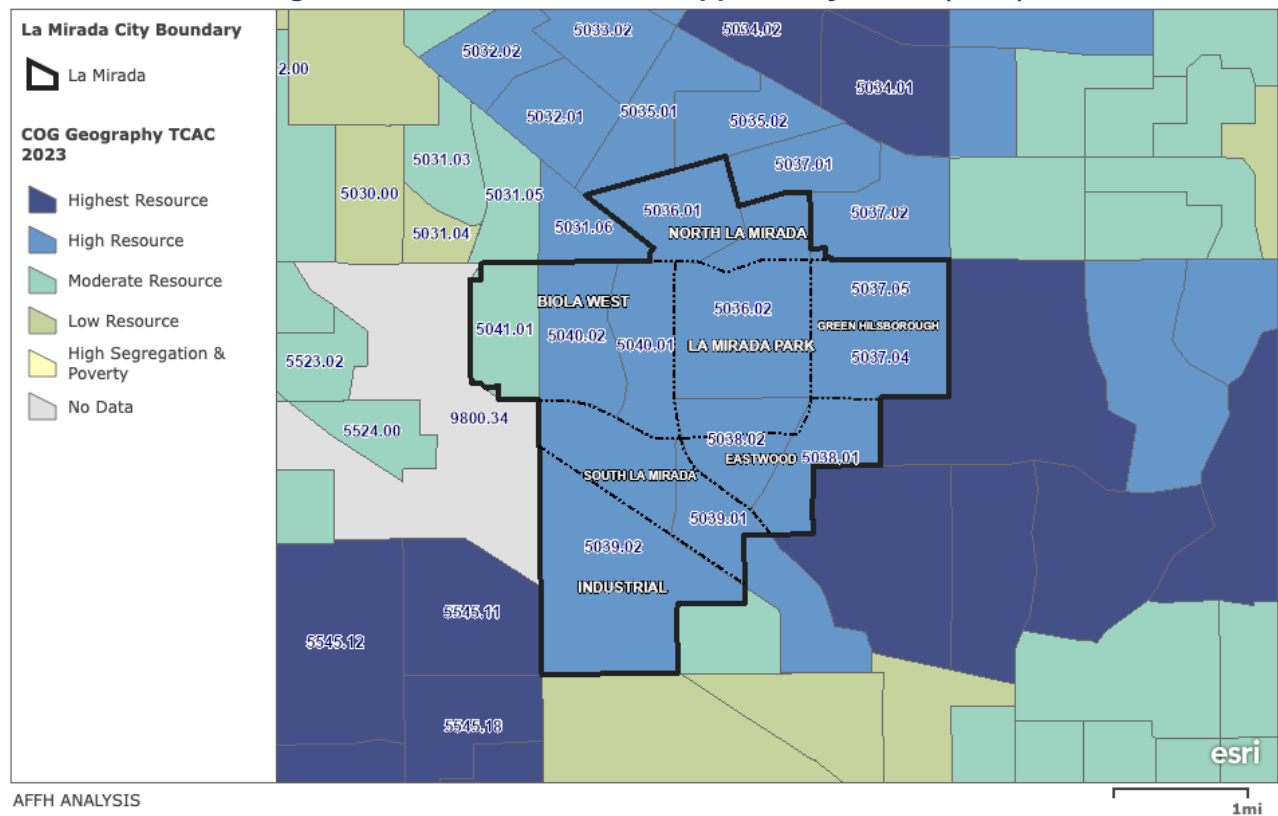 La Mirada City Boundary
La Mirada
COG Geography TCAC
2023
Highest Resource
High Resource
Moderate Resource
Low Resource
High Segregation &
Poverty
No Data
2.00
5032.02
5033.02
5034.02
5034.01
5032.01
5035.01
5035.02
5031.03
5037.01
5030.00
5031.05
5036.01
5037.02
5031.04
5031.06
NORTH LA MIRADA
BIOLA WEST
5037.05
5041.01
5040.02
5040.01
5036.02
GREEN HILSBOROUGH
LA MIRADA PARK
5037.04
5523.02
9800.34
5524.00
5038.02
EASTWOOD
5038.01
SOUTH LA MIRADA
5039.01
5039.02
INDUSTRIAL
5545.11
5545.12
5545.18
esri
AFFH ANALYSIS
1mi